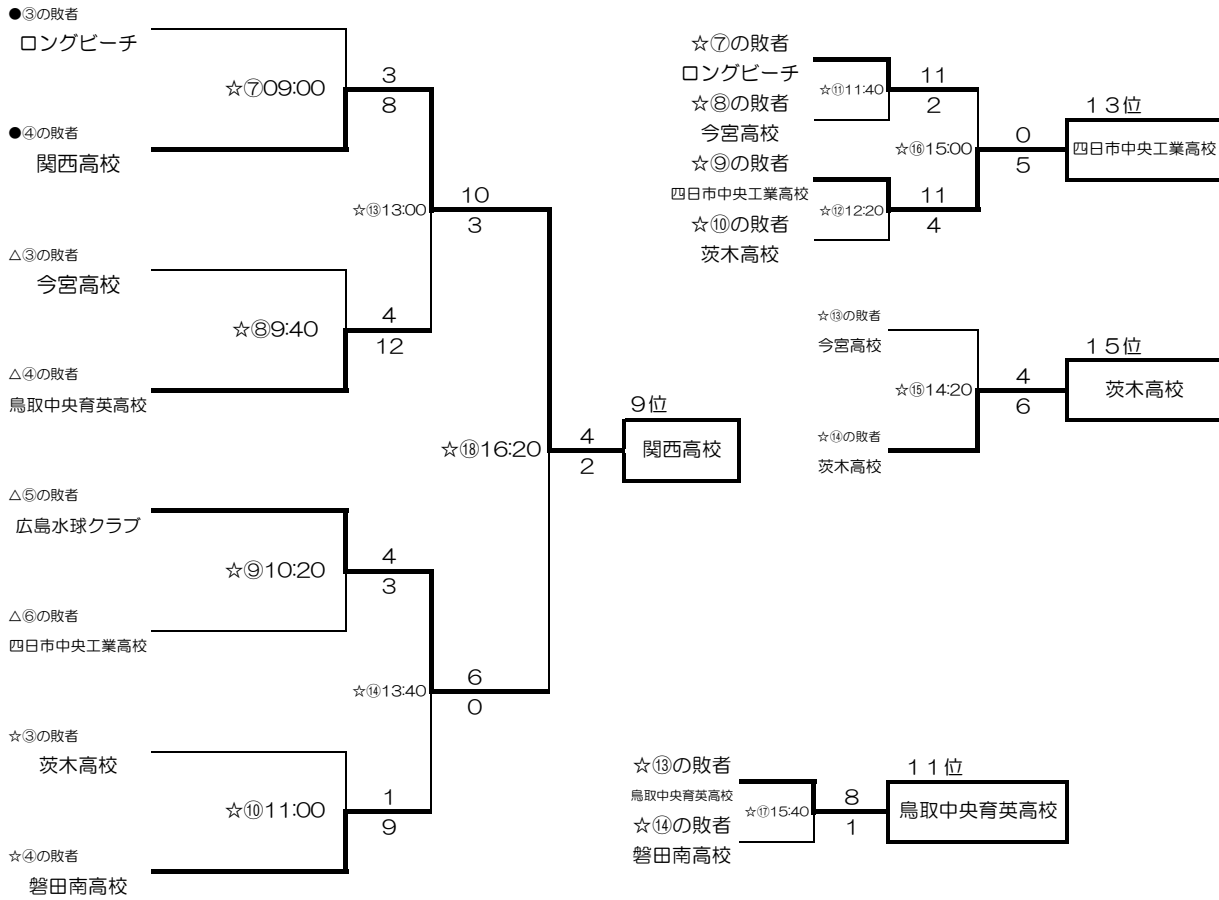 ●③の敗者
ロングビーチ
☆⑦09:00
3
8
●④の敗者
関西高校
☆⑬13:00
10
3
△③の敗者
今宮高校
☆⑧9:40
4
12
△④の敗者
鳥取中央育英高校
☆⑱16:20
4
2
9位
関西高校
△⑤の敗者
広島水球クラブ
☆⑨10:20
4
3
△⑥の敗者
四日市中央工業高校
☆⑭13:40
6
0
☆③の敗者
茨木高校
☆⑩11:00
1
9
☆④の敗者
磐田南高校
☆⑦の敗者
ロングビーチ
☆⑪11:40
11
2
☆⑧の敗者
今宮高校
☆⑯15:00
0
5
13位
四日市中央工業高校
☆⑨の敗者
四日市中央工業高校
☆⑫12:20
11
4
☆⑩の敗者
茨木高校
☆⑬の敗者
今宮高校
☆⑮14:20
4
6
15位
茨木高校
☆⑭の敗者
茨木高校
☆⑬の敗者
鳥取中央育英高校
☆⑰15:40
8
1
11位
鳥取中央育英高校
☆⑭の敗者
磐田南高校